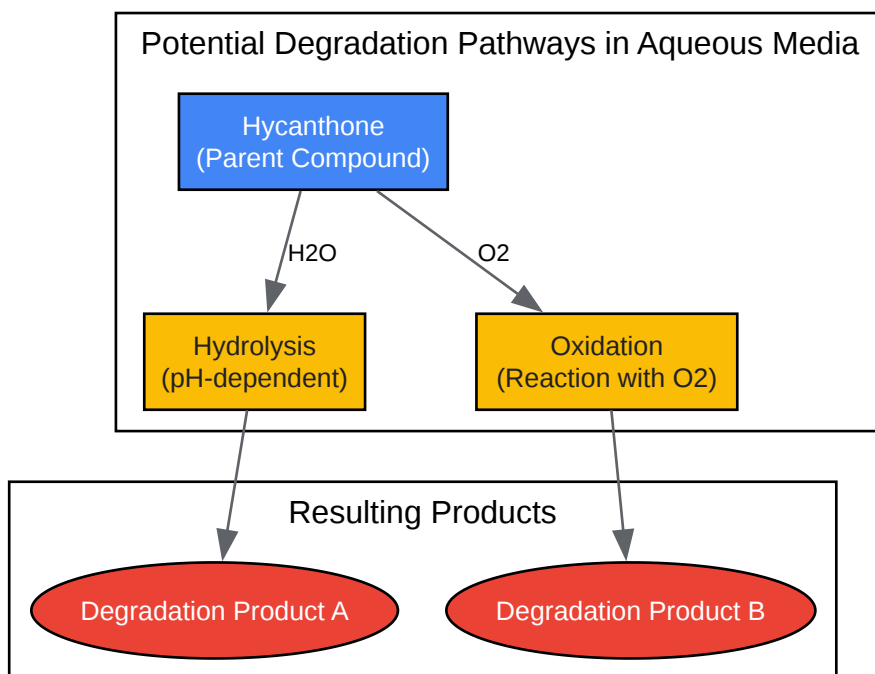 Potential Degradation Pathways in Aqueous Media
Hycanthone
(Parent Compound)
H2O
O2
Hydrolysis
(pH-dependent)
Oxidation
(Reaction with O2)
Resulting Products
Degradation Product A
Degradation Product B